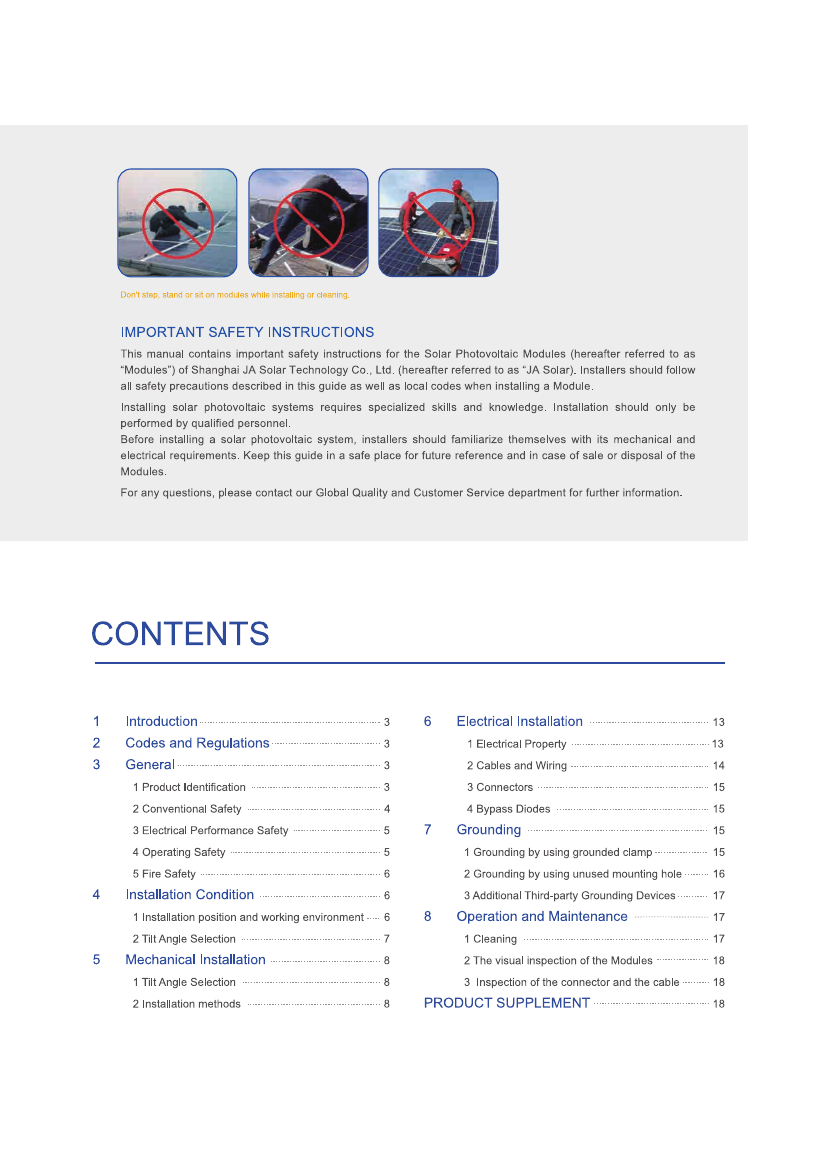 Don't step, stand or sit on modules while installing or cleaning.
IMPORTANT SAFETY INSTRUCTIONS
This manual contains important safety instructions for the Solar Photovoltaic Modules (hereafter referred to as
“Modules”) of Shanghai JA Solar Technology Co., Ltd. (hereafter referred to as “JA Solar). Installers should follow
all safety precautions described in this guide as well as local codes when installing a Module.
Installing solar photovoltaic systems requires specialized skills and knowledge. Installation should only be
performed by qualified personnel.
Before installing a solar photovoltaic system, installers should familiarize themselves with its mechanical and
electrical requirements. Keep this guide in a safe place for future reference and in case of sale or disposal of the
Modules.
For any questions, please contact our Global Quality and Customer Service department for further information.
CONTENTS
1 Introduction 3
2 Codes and Regulations 3
3 General 3
1 Product Identification 3
2 Conventional Safety 4
3 Electrical Performance Safety 5
4 Operating Safety 5
5 Fire Safety 6
4 Installation Condition 6
1 Installation position and working environment 6
2 Tilt Angle Selection 7
5 Mechanical Installation 8
1 Tilt Angle Selection 8
2 Installation methods 8
6 Electrical Installation 13
1 Electrical Property 13
2 Cables and Wiring 14
3 Connectors 15
4 Bypass Diodes 15
7 Grounding 15
1 Grounding by using grounded clamp 15
2 Grounding by using unused mounting hole 16
3 Additional Third-party Grounding Devices 17
8 Operation and Maintenance 17
1 Cleaning 17
2 The visual inspection of the Modules 18
3 Inspection of the connector and the cable 18
PRODUCT SUPPLEMENT 18